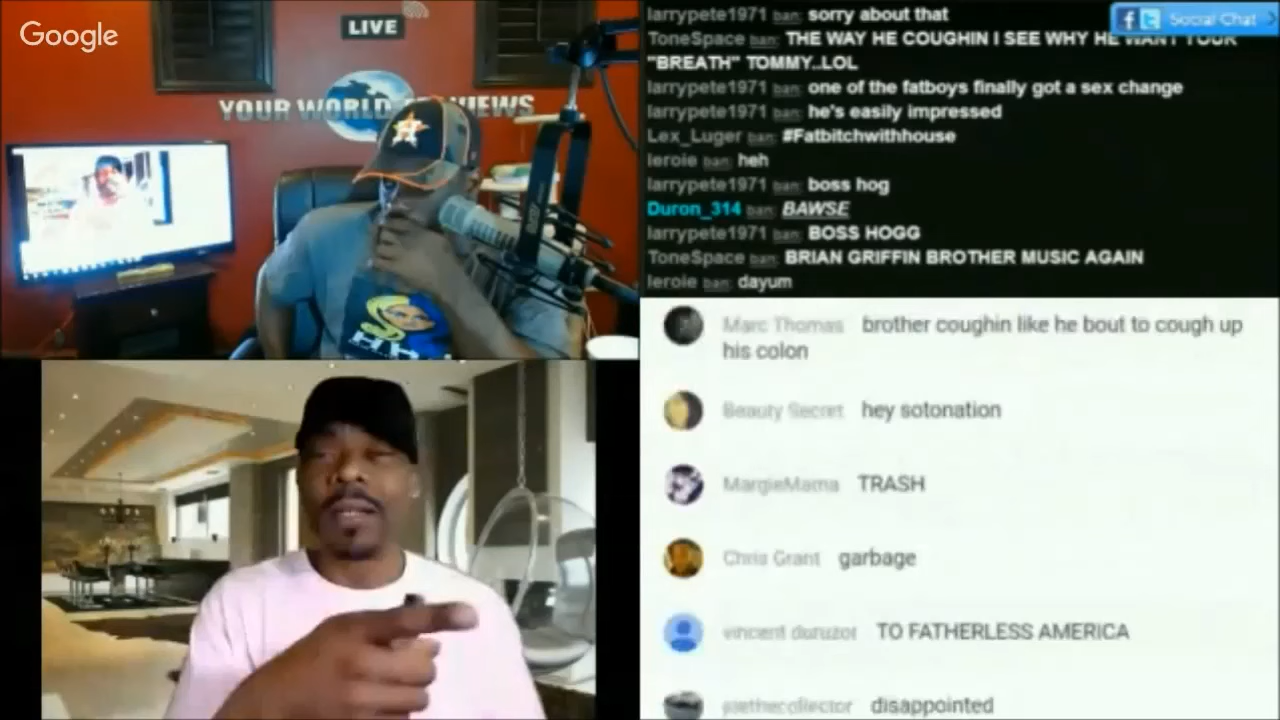 Google
LIVE
YOUR WORLD VIEWS
larrypete1971 ban: sorry about that
Social Chat
ToneSpace ban: THE WAY HE COUGHIN I SEE WHY HE WANT YOUR
"BREATH" TOMMY..LOL
larrypete1971 ban: one of the fatboys finally got a sex change
larrypete1971 ban: he's easily impressed
Lex_Luger ban: #Fatbitchwithhouse
leroie ban: heh
larrypete1971 ban: boss hog
Duron_314 ban: BAWSE
larrypete1971 ban: BOSS HOGG
ToneSpace ban: BRIAN GRIFFIN BROTHER MUSIC AGAIN
leroie ban: dayum
Marc Thomas brother coughin like he bout to cough up
his colon
Beauty Secret hey sotonation
MargieMama TRASH
Chris Grant garbage
vincent TO FATHERLESS AMERICA
disappointed